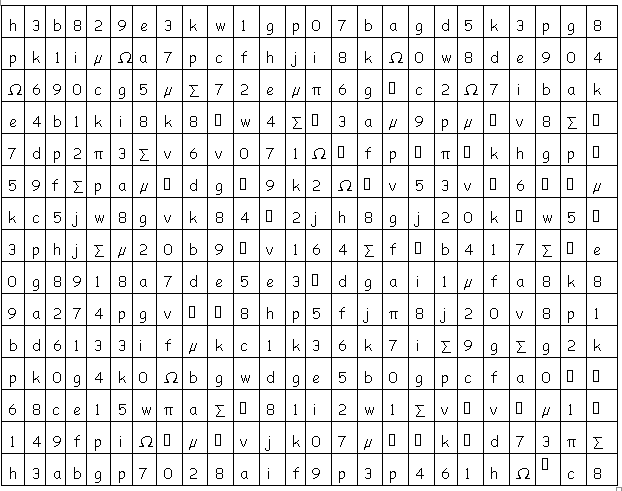 h 3 b 8 2 9 e 3 k w 1 g p 0 7 b a g d 5 k 3 p g 8
p k 1 i μ Ω a 7 p c f h j i 8 k Ω 0 w 8 d e 9 0 4
Ω 6 9 0 c g 5 μ Σ 7 2 e μ π 6 g ▯ c 2 Ω 7 i b a k
e 4 b 1 k i 8 k 8 ▯ w 4 Σ ▯ 3 a μ 9 p μ ▯ v 8 Σ ▯
7 d p 2 π 3 Σ v 6 v 0 7 1 Ω ▯ f p ▯ π ▯ k h g p ▯
5 9 f Σ p a μ ▯ d g ▯ 9 k 2 Ω ▯ v 5 3 v ▯ 6 ▯ ▯ μ
k c 5 j w 8 g v k 8 4 ▯ 2 j h 8 g j 2 0 k ▯ w 5 ▯
3 p h j Σ μ 2 0 b 9 ▯ v 1 6 4 Σ f ▯ b 4 1 7 Σ ▯ e
0 g 8 9 1 8 a 7 d e 5 e 3 ▯ d g a i 1 μ f a 8 k 8
9 a 2 7 4 p g v ▯ ▯ 8 h p 5 f j π 8 j 2 0 v 8 p 1
b d 6 1 3 3 i f μ k c 1 k 3 6 k 7 i Σ 9 g Σ g 2 k
p k 0 g 4 k 0 Ω b g w d g e 5 b 0 g p c f a 0 ▯ ▯
6 8 c e 1 5 w π a Σ ▯ 8 1 i 2 w 1 Σ v ▯ v ▯ μ 1 ▯
1 4 9 f p i Ω ▯ μ ▯ v j k 0 7 μ ▯ ▯ k ▯ d 7 3 π Σ
h 3 a b g p 7 0 2 8 a i f 9 p 3 p 4 6 1 h Ω ▯ c 8